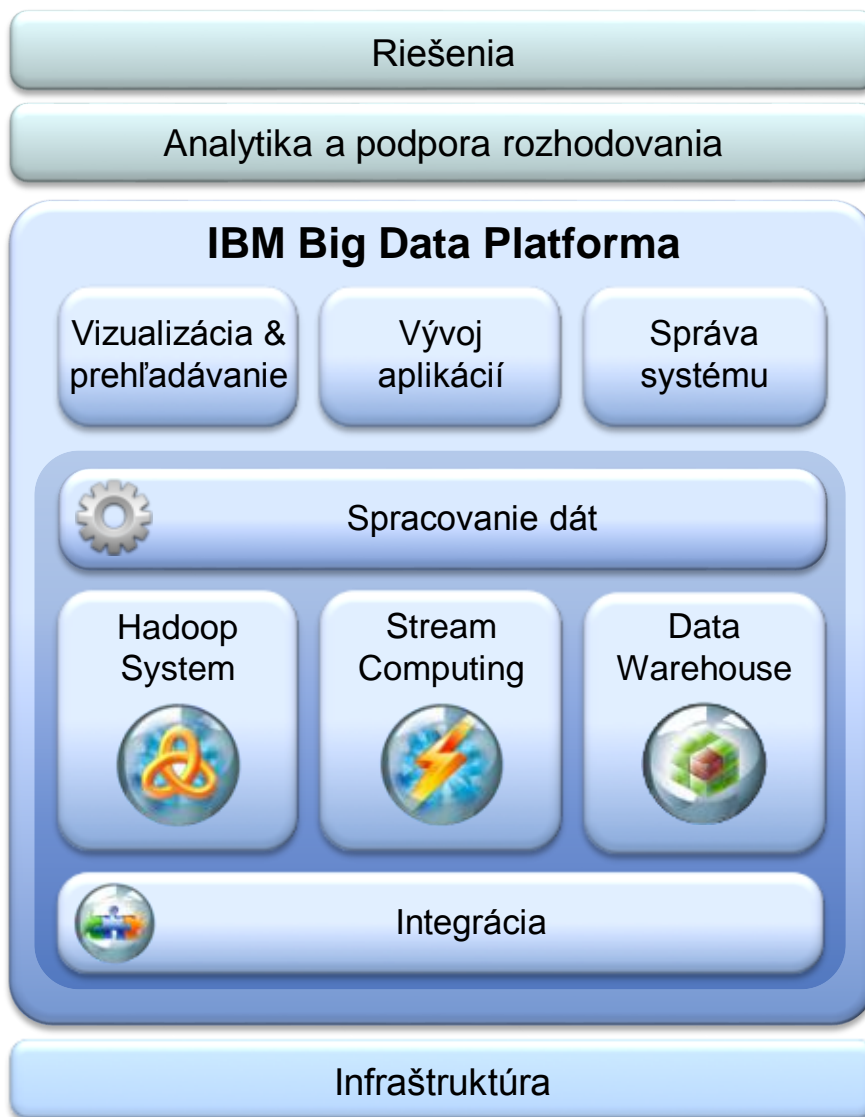 Riešenia
Analytika a podpora rozhodovania
IBM Big Data Platforma
Vizualizácia &
prehľadávanie
Vývoj
aplikácií
Správa
systému
Spracovanie dát
Hadoop
System
Stream
Computing
Data
Warehouse
Integrácia
Infraštruktúra